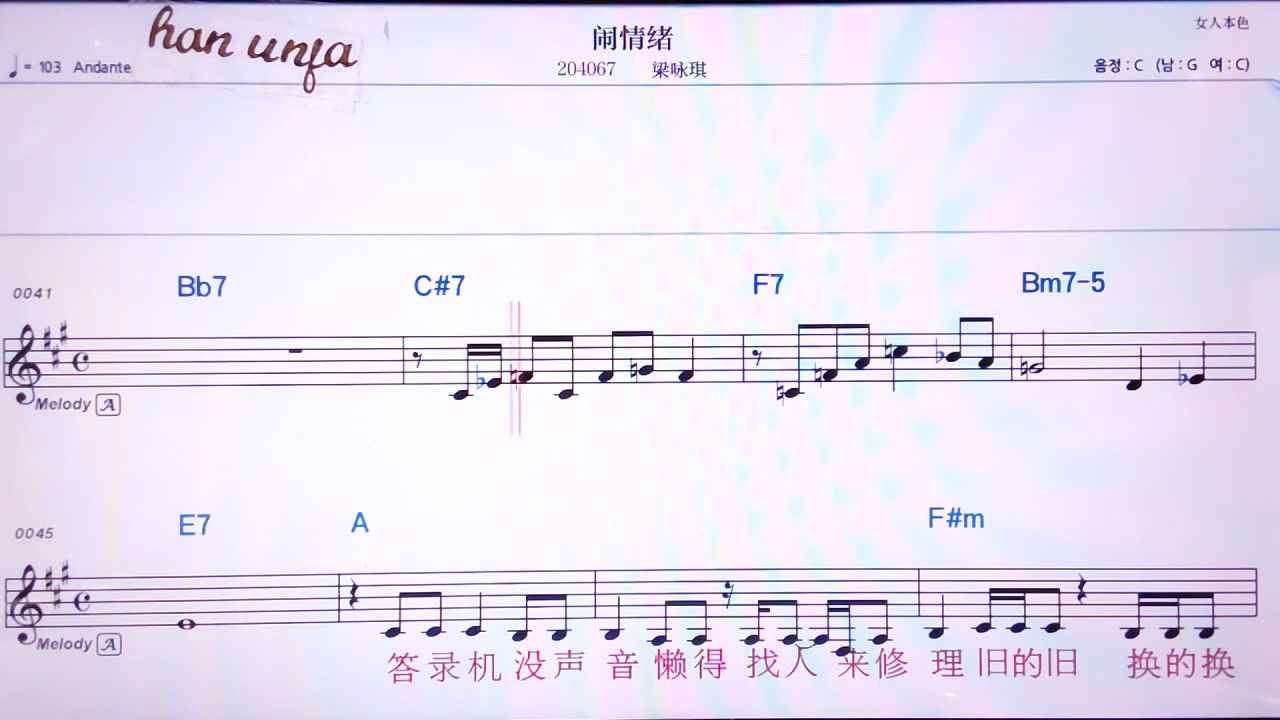 han unfa
闹情绪
女人本色
♩= 103 Andante
204067 梁咏琪
음정 : C (남 : G 여 : C)
0041 Bb7 C#7 F7 Bm7-5
Melody A
0045 E7 A F#m
Melody A
答录机没声音懒得找人来修理旧的旧 换的换